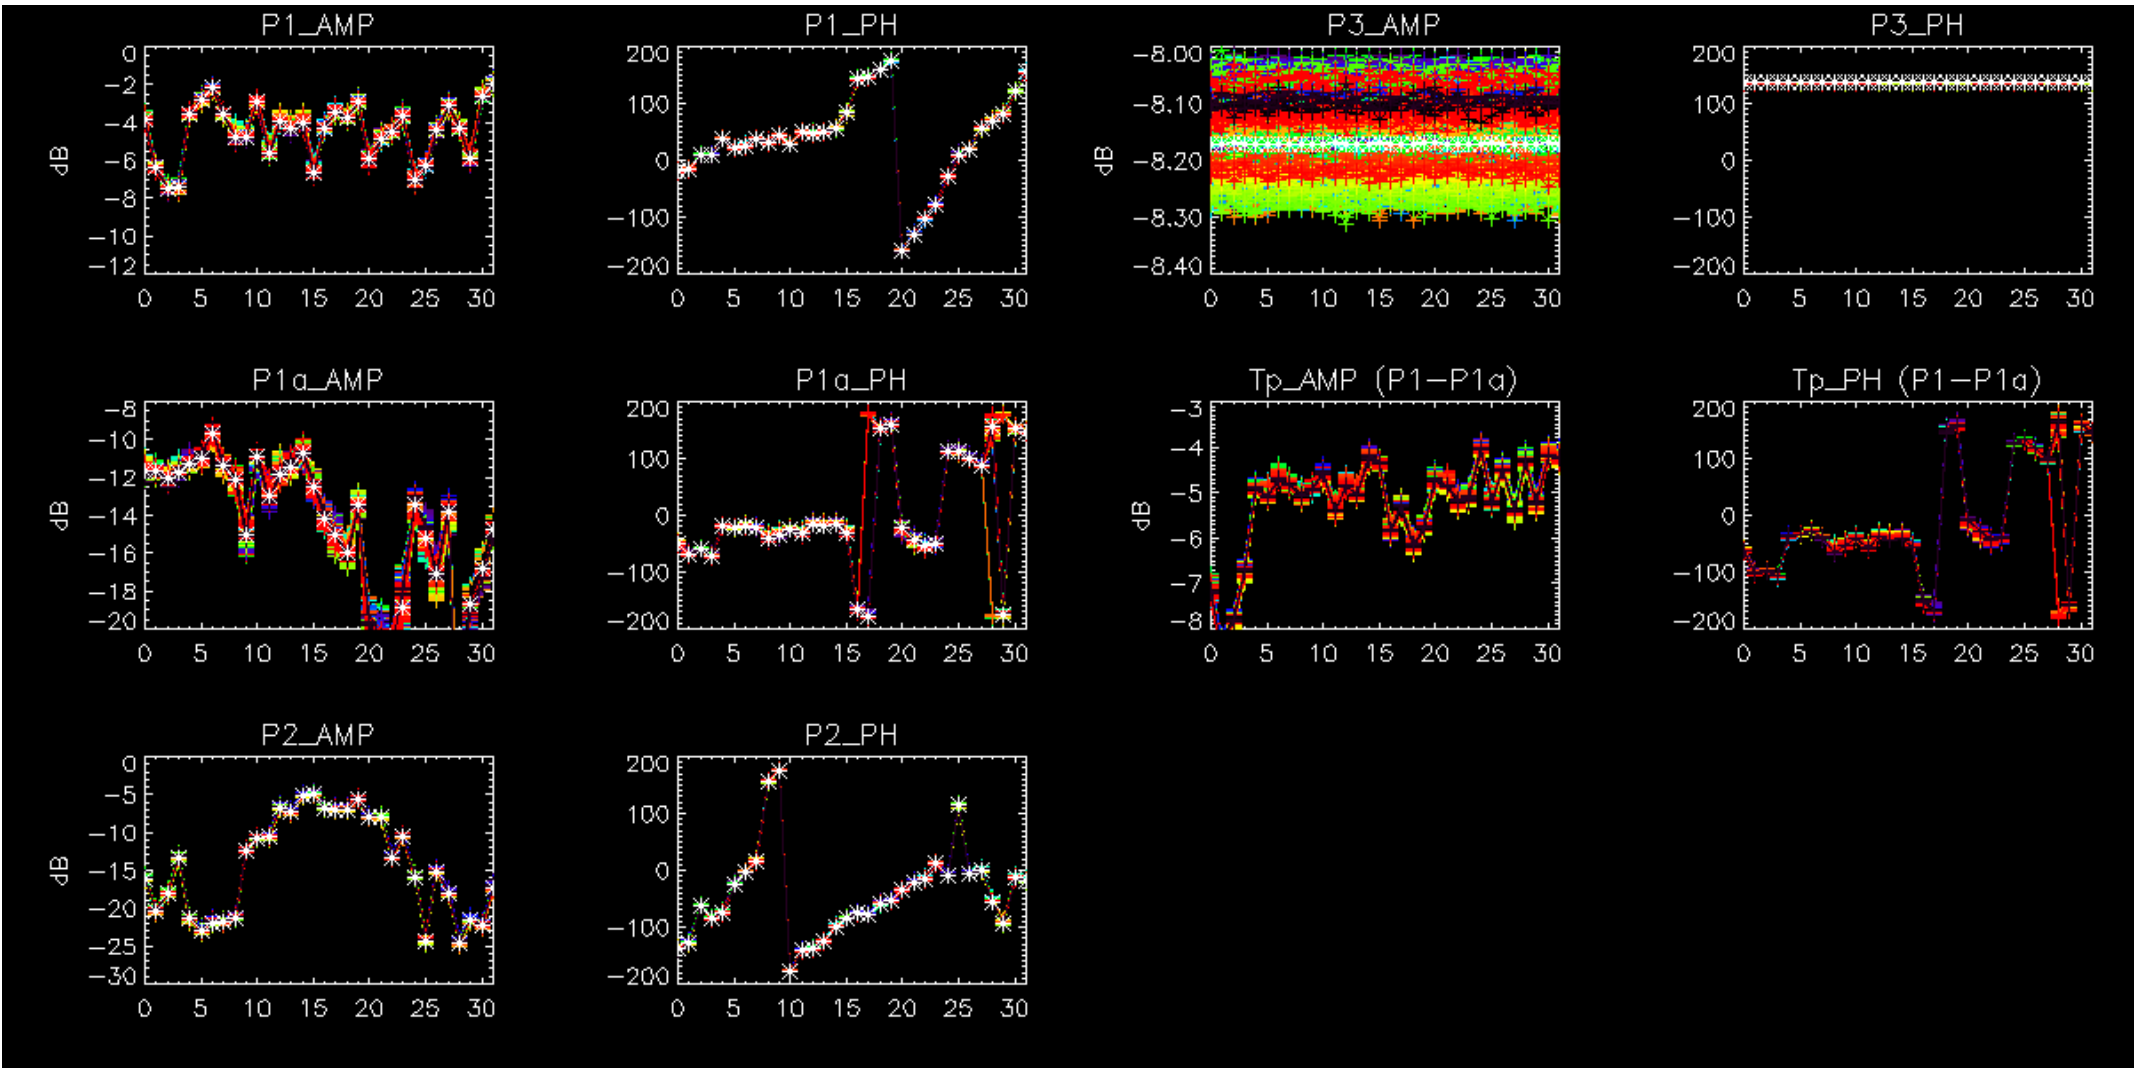 P1_AMP
0
−2
−4
−6
−8
−10
−12
dB
0 5 10 15 20 25 30
P1_PH
200
100
0
−100
−200
0 5 10 15 20 25 30
P3_AMP
−8.00
−8.10
−8.20
−8.30
−8.40
dB
0 5 10 15 20 25 30
P3_PH
200
100
0
−100
−200
0 5 10 15 20 25 30
P1a_AMP
−8
−10
−12
−14
−16
−18
−20
dB
0 5 10 15 20 25 30
P1a_PH
200
100
0
−100
−200
0 5 10 15 20 25 30
Tp_AMP (P1−P1a)
−3
−4
−5
−6
−7
−8
dB
0 5 10 15 20 25 30
Tp_PH (P1−P1a)
200
100
0
−100
−200
0 5 10 15 20 25 30
P2_AMP
0
−5
−10
−15
−20
−25
−30
dB
0 5 10 15 20 25 30
P2_PH
200
100
0
−100
−200
0 5 10 15 20 25 30